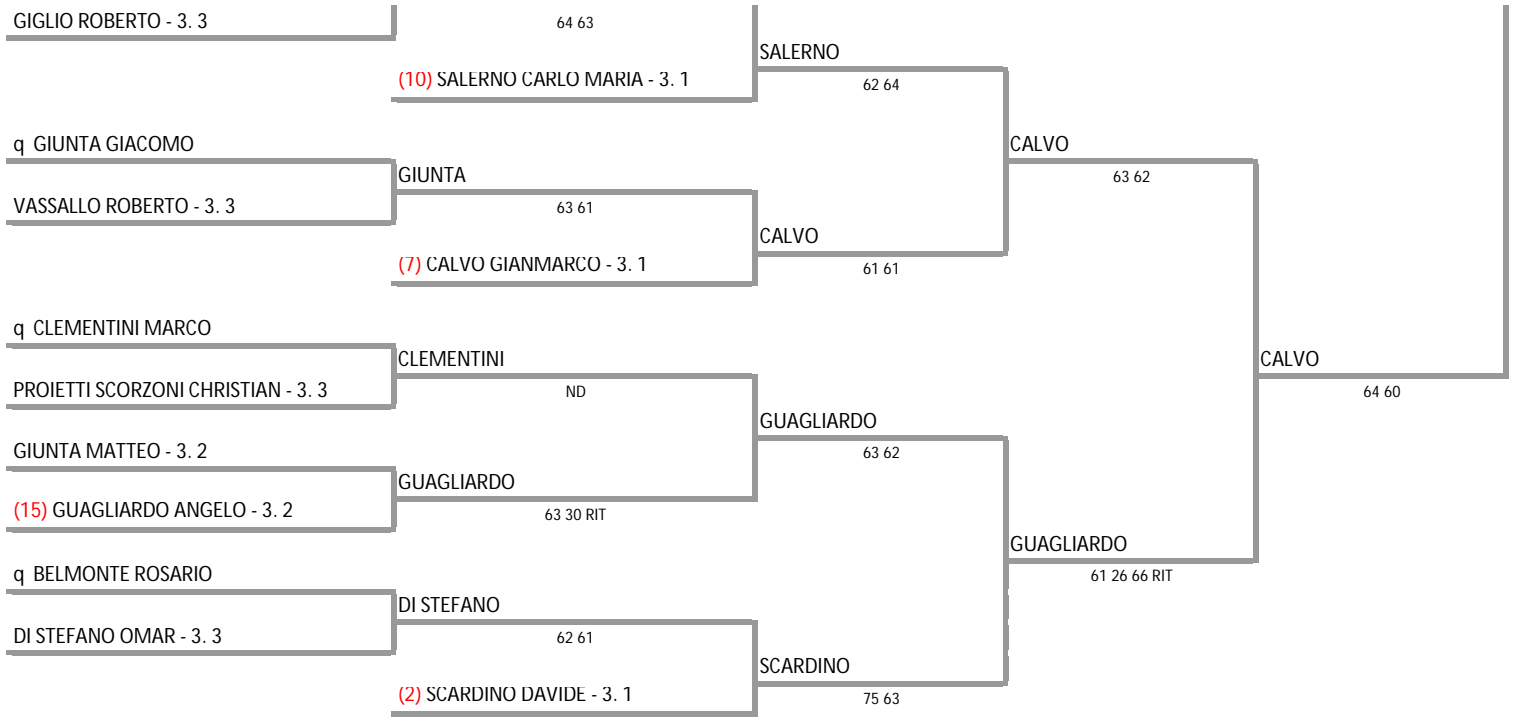 GIGLIO ROBERTO - 3. 3
64 63
SALERNO
(10) SALERNO CARLO MARIA - 3. 1
62 64
q GIUNTA GIACOMO
CALVO
GIUNTA
63 62
VASSALLO ROBERTO - 3. 3
63 61
CALVO
(7) CALVO GIANMARCO - 3. 1
61 61
q CLEMENTINI MARCO
CLEMENTINI
CALVO
PROIETTI SCORZONI CHRISTIAN - 3. 3
ND
64 60
GUAGLIARDO
GIUNTA MATTEO - 3. 2
63 62
GUAGLIARDO
(15) GUAGLIARDO ANGELO - 3. 2
63 30 RIT
GUAGLIARDO
q BELMONTE ROSARIO
61 26 66 RIT
DI STEFANO
DI STEFANO OMAR - 3. 3
62 61
SCARDINO
(2) SCARDINO DAVIDE - 3. 1
75 63